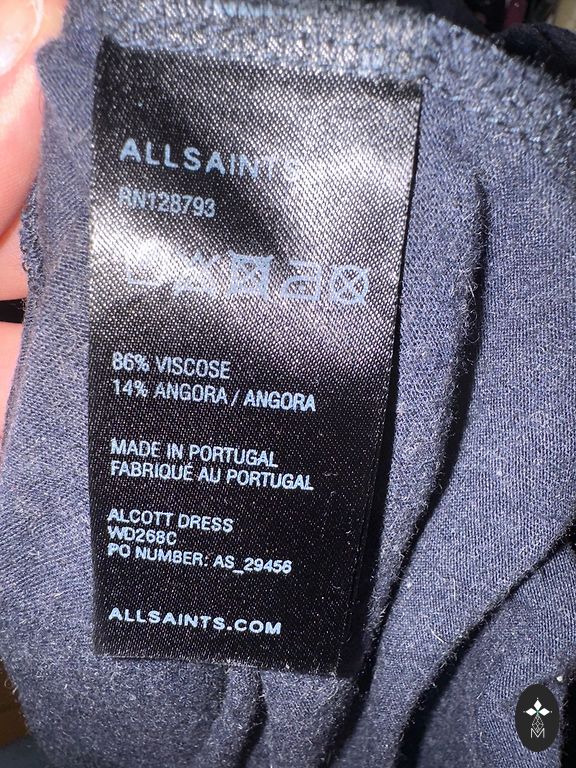 ALLSAINTS
RN128793
86% VISCOSE
14% ANGORA / ANGORA
MADE IN PORTUGAL
FABRIQUÉ AU PORTUGAL
ALCOTT DRESS
WD268C
PO NUMBER: AS_29456
ALLSAINTS.COM
M